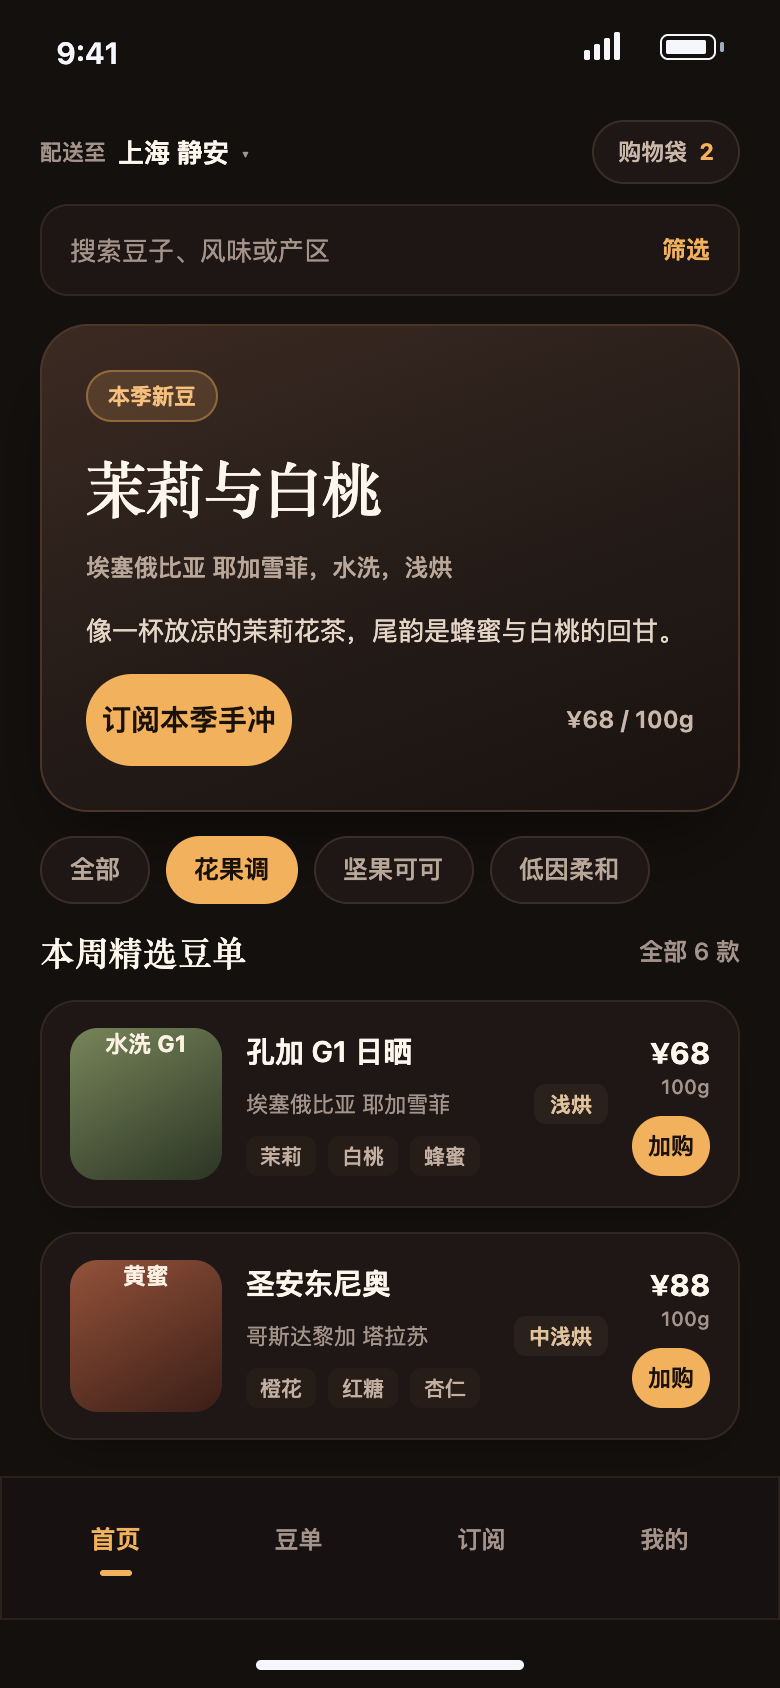 9:41
配送至 上海 静安 ▾
购物袋 2
搜索豆子、风味或产区
筛选
本季新豆
茉莉与白桃
埃塞俄比亚 耶加雪菲，水洗，浅烘
像一杯放凉的茉莉花茶，尾韵是蜂蜜与白桃的回甘。
订阅本季手冲
¥68 / 100g
全部
花果调
坚果可可
低因柔和
本周精选豆单
全部 6 款
水洗 G1
孔加 G1 日晒
¥68
100g
埃塞俄比亚 耶加雪菲
浅烘
茉莉
白桃
蜂蜜
加购
黄蜜
圣安东尼奥
¥88
100g
哥斯达黎加 塔拉苏
中浅烘
橙花
红糖
杏仁
加购
首页
豆单
订阅
我的